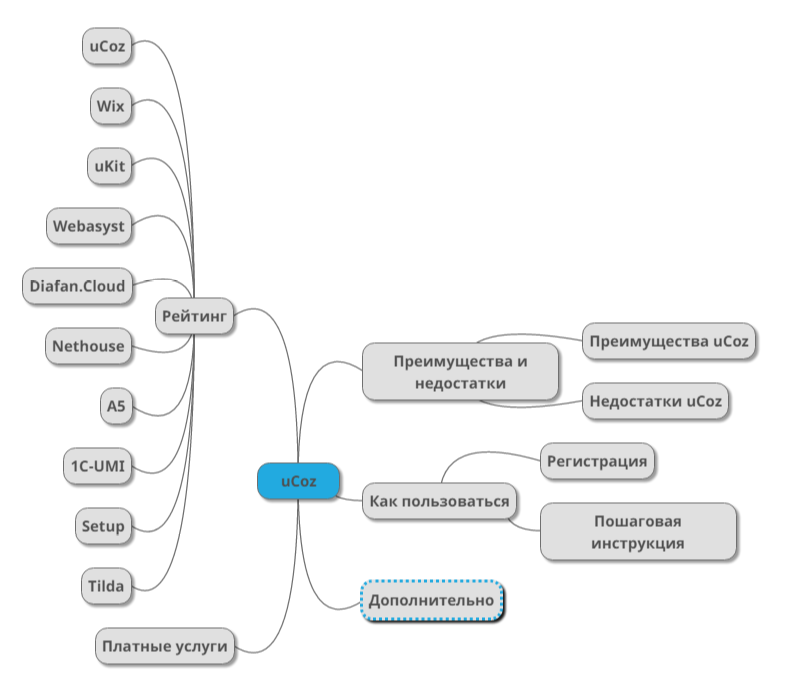 uCoz
Wix
uKit
Webasyst
Diafan.Cloud
Nethouse
A5
1C-UMI
Setup
Tilda
Рейтинг
Платные услуги
uCoz
Преимущества и
недостатки
Преимущества uCoz
Недостатки uCoz
Как пользоваться
Регистрация
Пошаговая
инструкция
Дополнительно